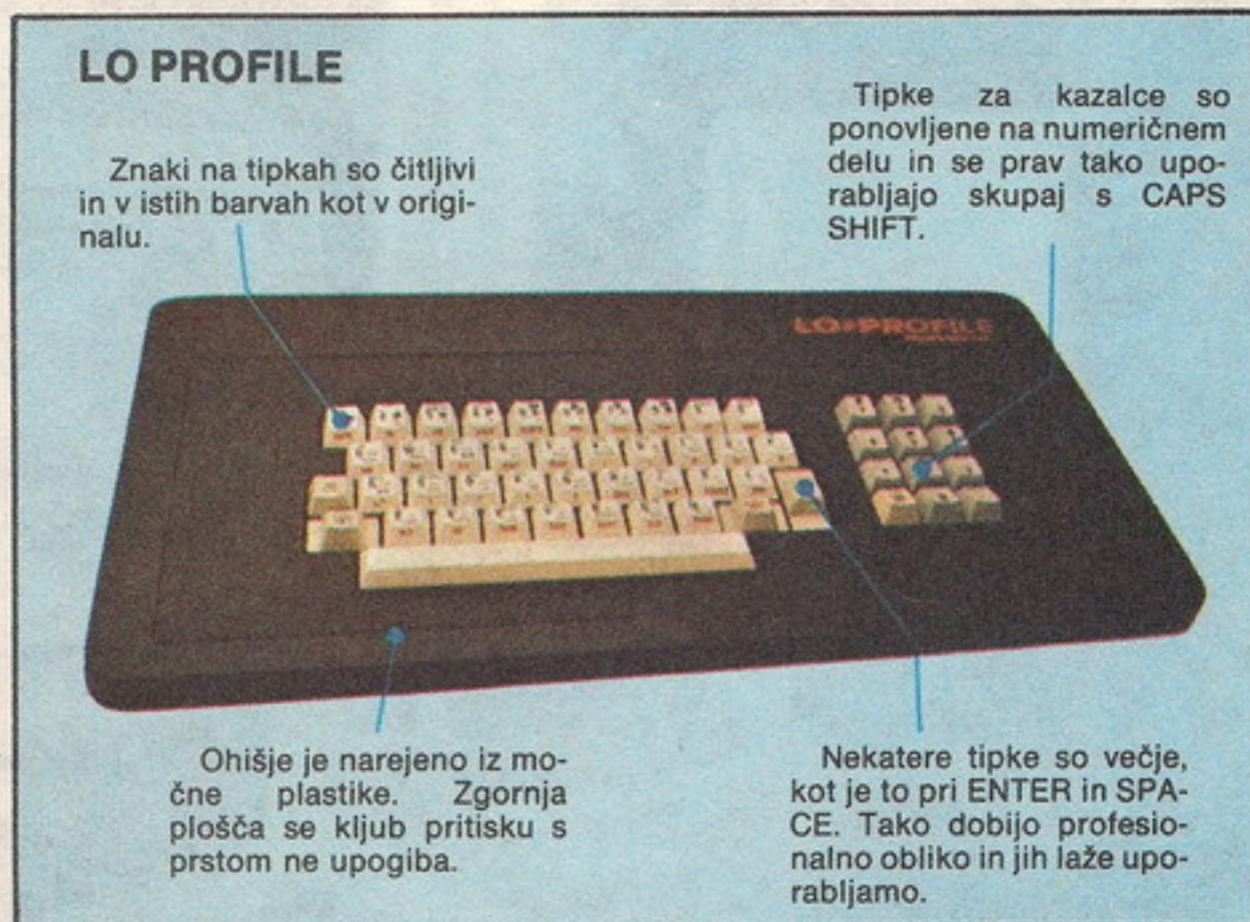 LO PROFILE
Znaki na tipkah so čitljivi
in v istih barvah kot v origi-
nalu.
Tipke za kazalce so
ponovljene na numeričnem
delu in se prav tako upo-
rabljajo skupaj s CAPS
SHIFT.
LO PROFILE
Ohišje je narejeno iz mo-
čne plastike. Zgornja
plošča se kljub pritisku s
prstom ne upogiba.
Nekatere tipke so večje,
kot je to pri ENTER in SPA-
CE. Tako dobijo profesio-
nalno obliko in jih laže upo-
rabljamo.